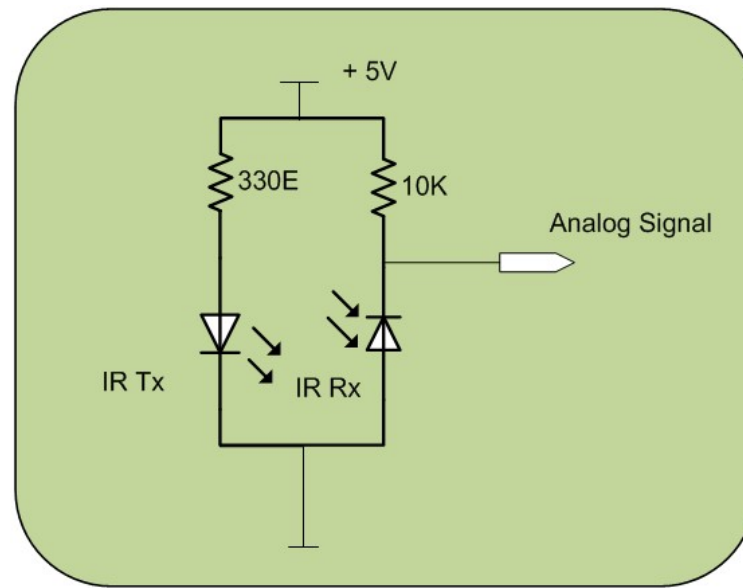 + 5V
330E
10K
Analog Signal
IR Tx
IR Rx